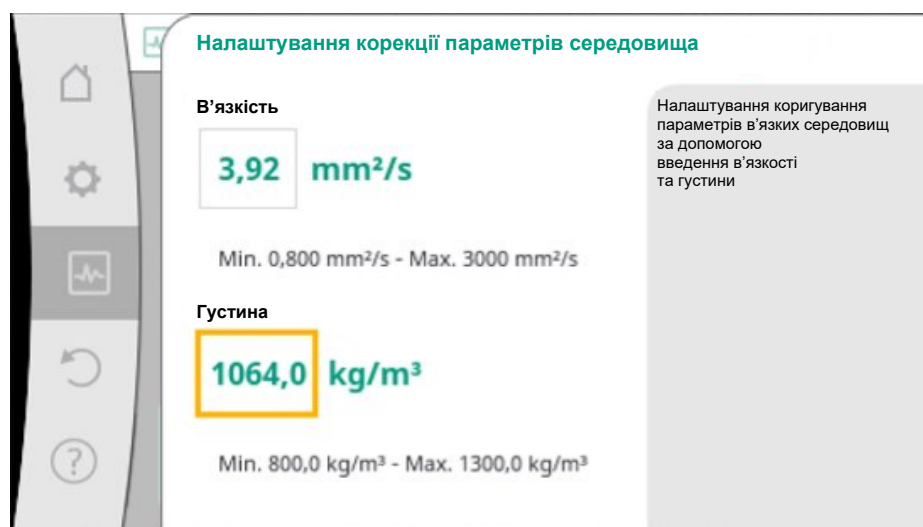 Налаштування корекції параметрів середовища
В’язкість
3,92 mm²/s
Min. 0,800 mm²/s - Max. 3000 mm²/s
Густина
1064,0 kg/m³
Min. 800,0 kg/m³ - Max. 1300,0 kg/m³
Налаштування коригування
параметрів в’язких середовищ
за допомогою
введення в’язкості
та густини
?